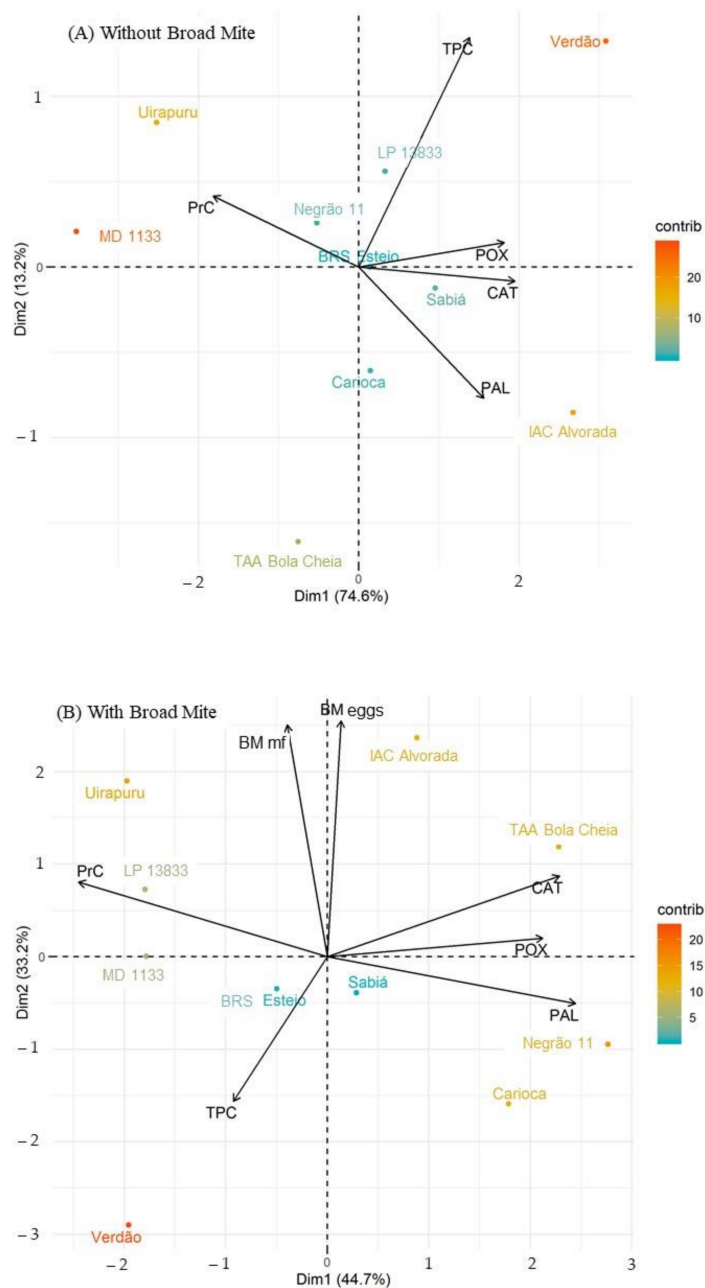 (A) Without Broad Mite
TPC
Verdão
1
Uirapuru
LP 13833
PrC
Negrão 11
MD 1133
BRS Esteio
POX
contrib
20
10
0
CAT
Sabiá
Dim2 (13.2%)
Carioca
PAL
−1
IAC Alvorada
TAA Bola Cheia
−2
0
2
Dim1 (74.6%)
(B) With Broad Mite
BM eggs
BM mf
IAC Alvorada
2
Uirapuru
TAA Bola Cheia
1
PrC
LP 13833
CAT
contrib
20
15
10
5
Dim2 (33.2%)
0
POX
MD 1133
BRS Esteio
Sabiá
PAL
−1
Negrão 11
Carioca
TPC
−2
−3
Verdão
−2
−1
0
1
2
3
Dim1 (44.7%)